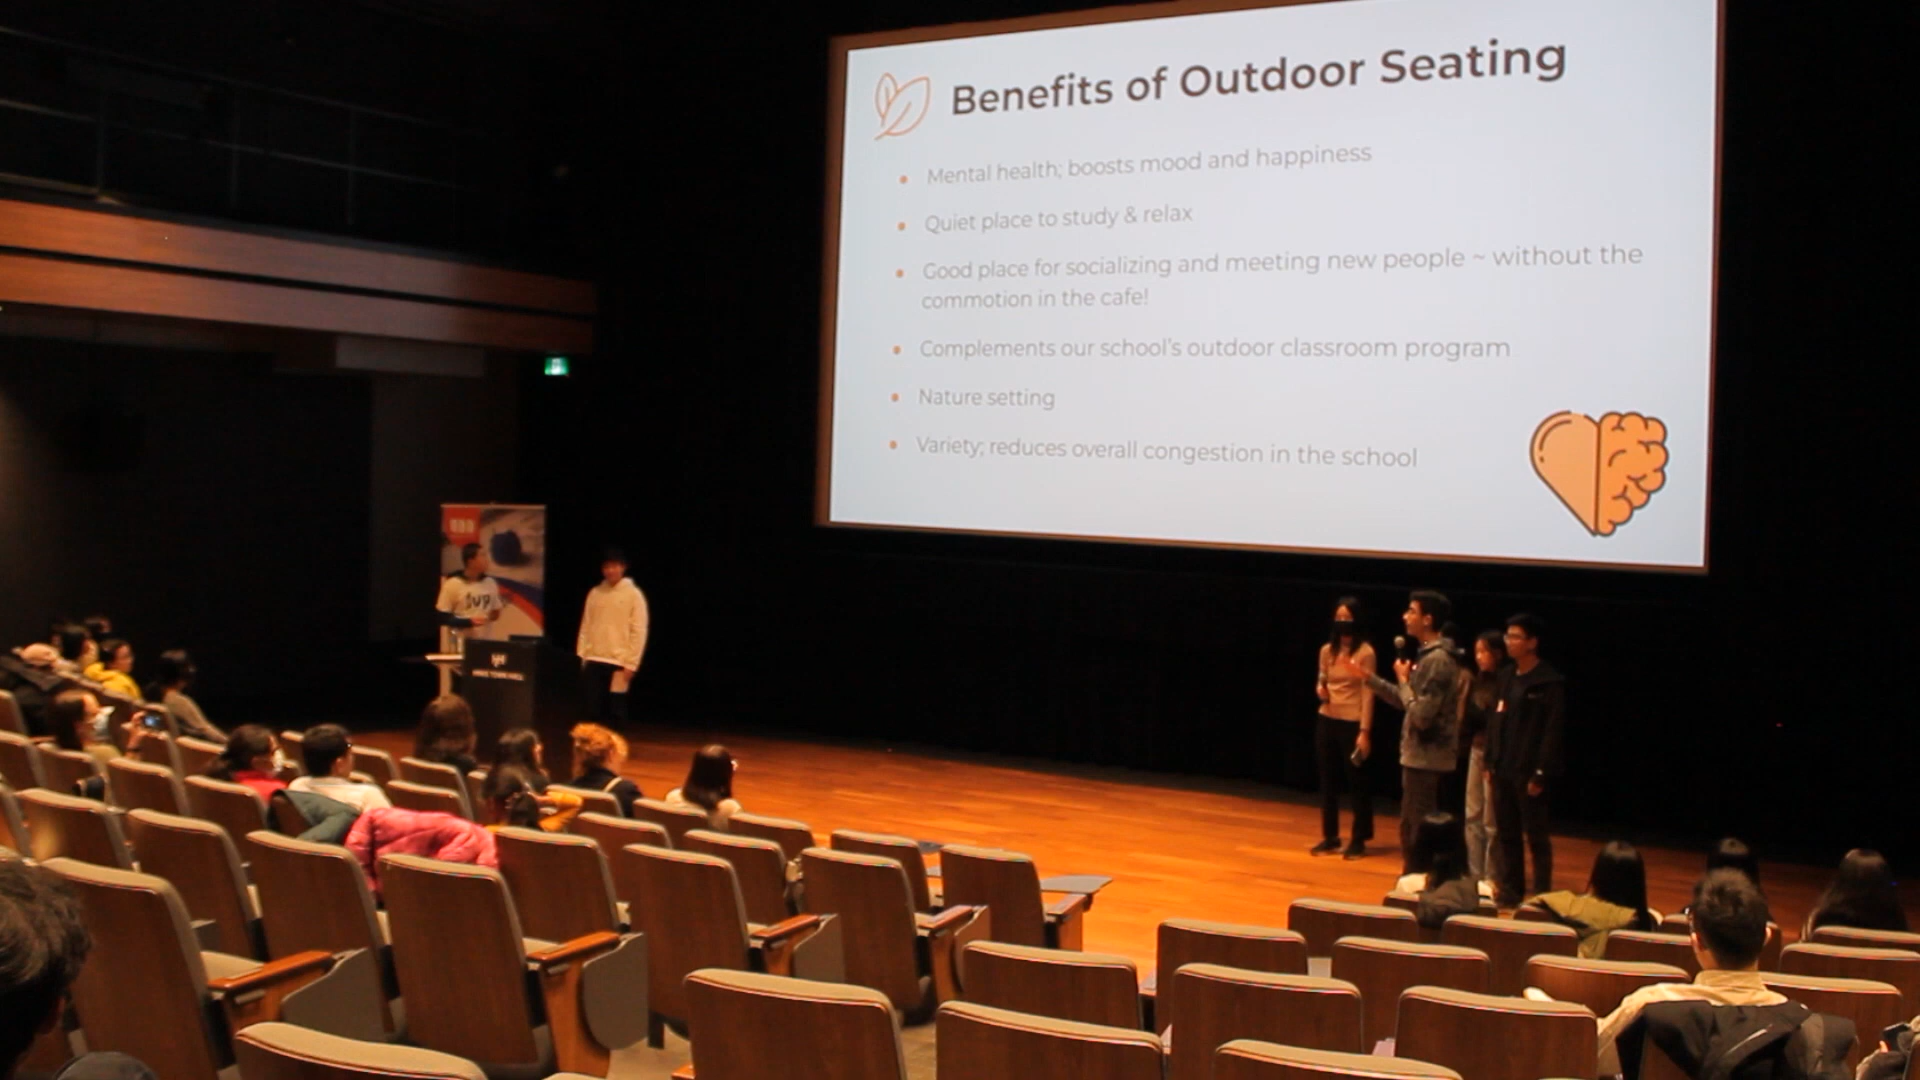 Benefits of Outdoor Seating
Mental health; boosts mood and happiness
Quiet place to study & relax
Good place for socializing and meeting new people ~ without the
commotion in the cafe!
Complements our school's outdoor classroom program
Nature setting
Variety; reduces overall congestion in the school